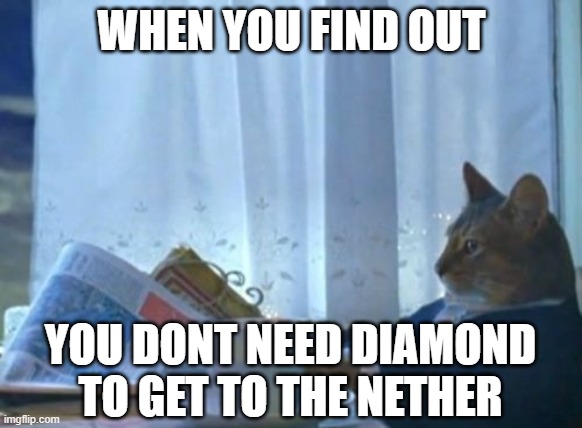 WHEN YOU FIND OUT
YOU DONT NEED DIAMOND
TO GET TO THE NETHER
imgflip.com